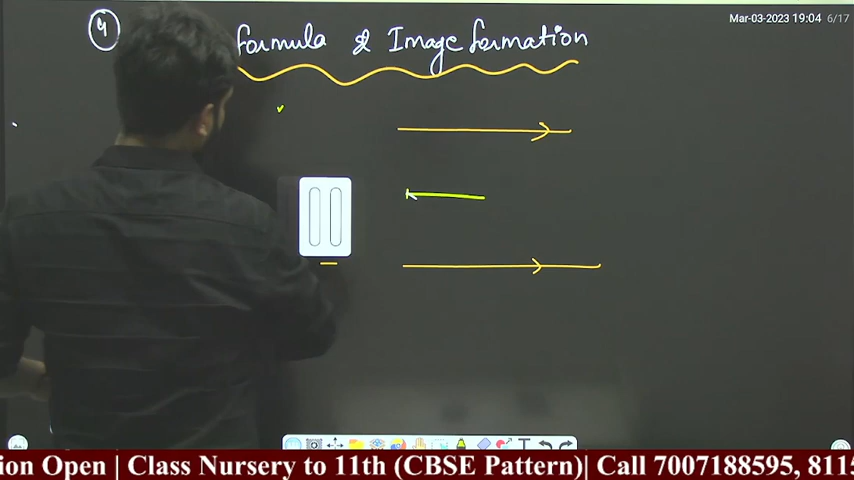 4
Formula & Image formation
Mar-03-2023 19:04 6/17
ion Open | Class Nursery to 11th (CBSE Pattern)| Call 7007188595, 8115